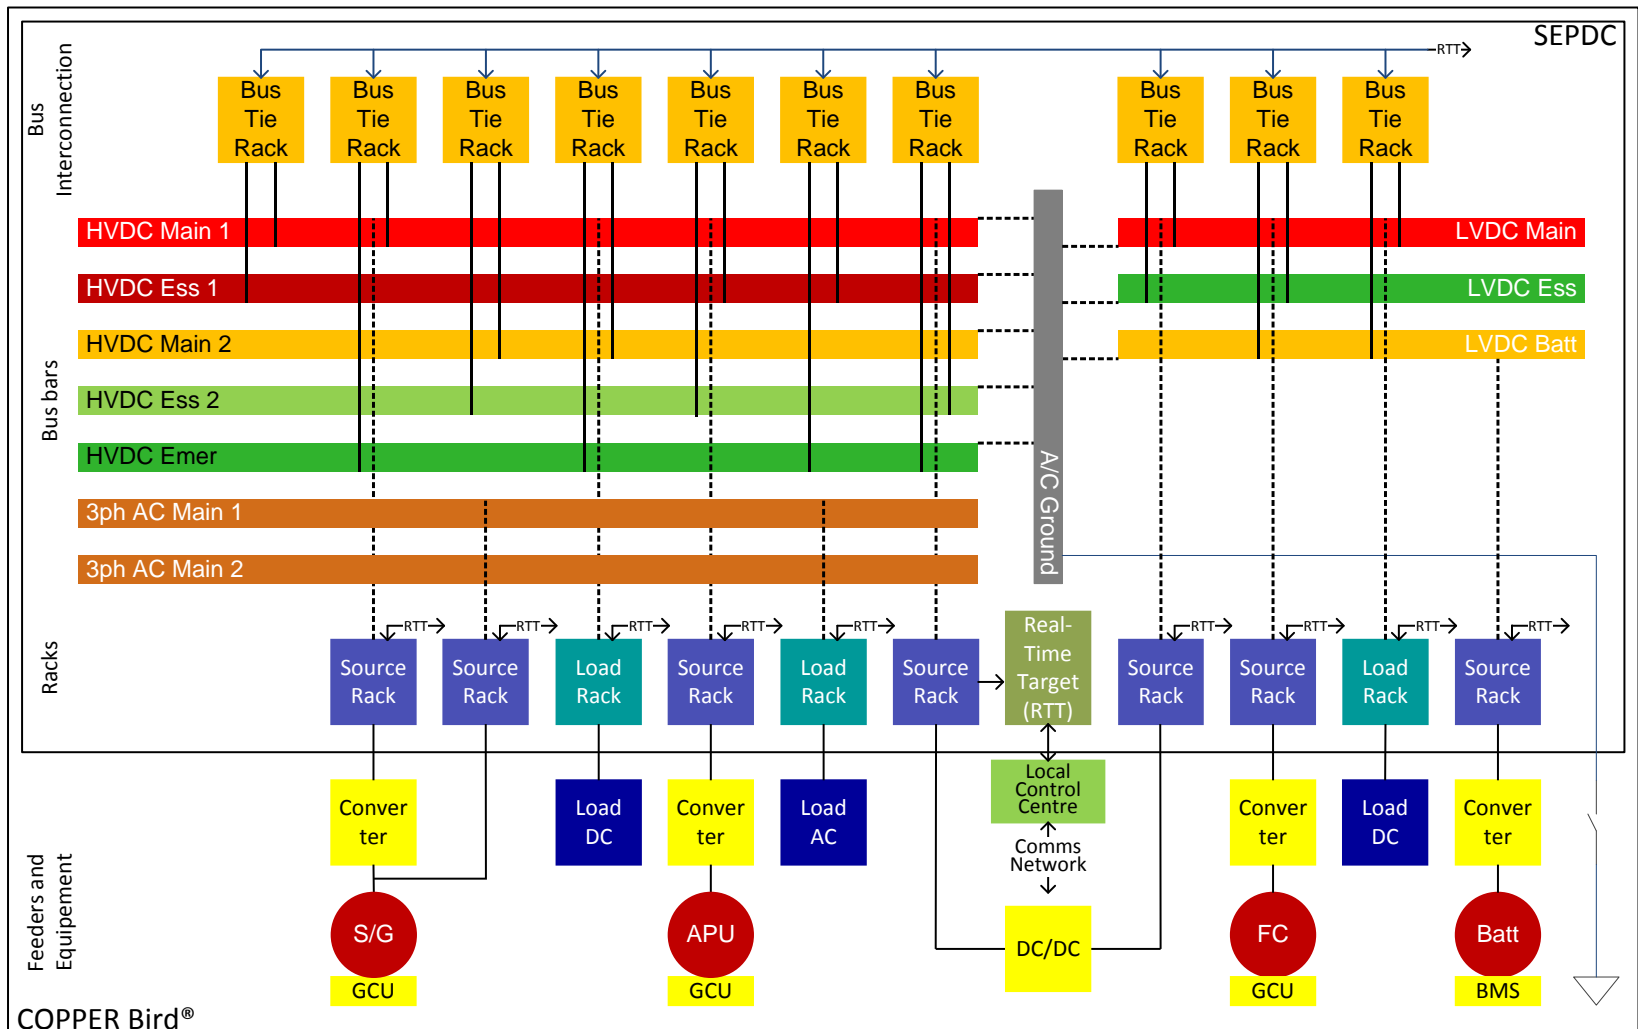 SEPDC
RTT
Bus
Interconnection
Bus
Tie
Rack
Bus
Tie
Rack
Bus
Tie
Rack
Bus
Tie
Rack
Bus
Tie
Rack
Bus
Tie
Rack
Bus
Tie
Rack
Bus
Tie
Rack
Bus
Tie
Rack
Bus
Tie
Rack
Bus bars
HVDC Main 1
HVDC Ess 1
HVDC Main 2
HVDC Ess 2
HVDC Emer
3ph AC Main 1
3ph AC Main 2
A/C Ground
LVDC Main
LVDC Ess
LVDC Batt
Racks
RTT
RTT
RTT
RTT
RTT
RTT
RTT
RTT
RTT
Source
Rack
Source
Rack
Load
Rack
Source
Rack
Load
Rack
Source
Rack
Real-
Time
Target
(RTT)
Source
Rack
Source
Rack
Load
Rack
Source
Rack
Feeders and
Equipement
Conver
ter
Load
DC
Conver
ter
Load
AC
Local
Control
Centre
Comms
Network
Conver
ter
Load
DC
Conver
ter
S/G
APU
DC/DC
FC
Batt
GCU
GCU
GCU
BMS
COPPER Bird®